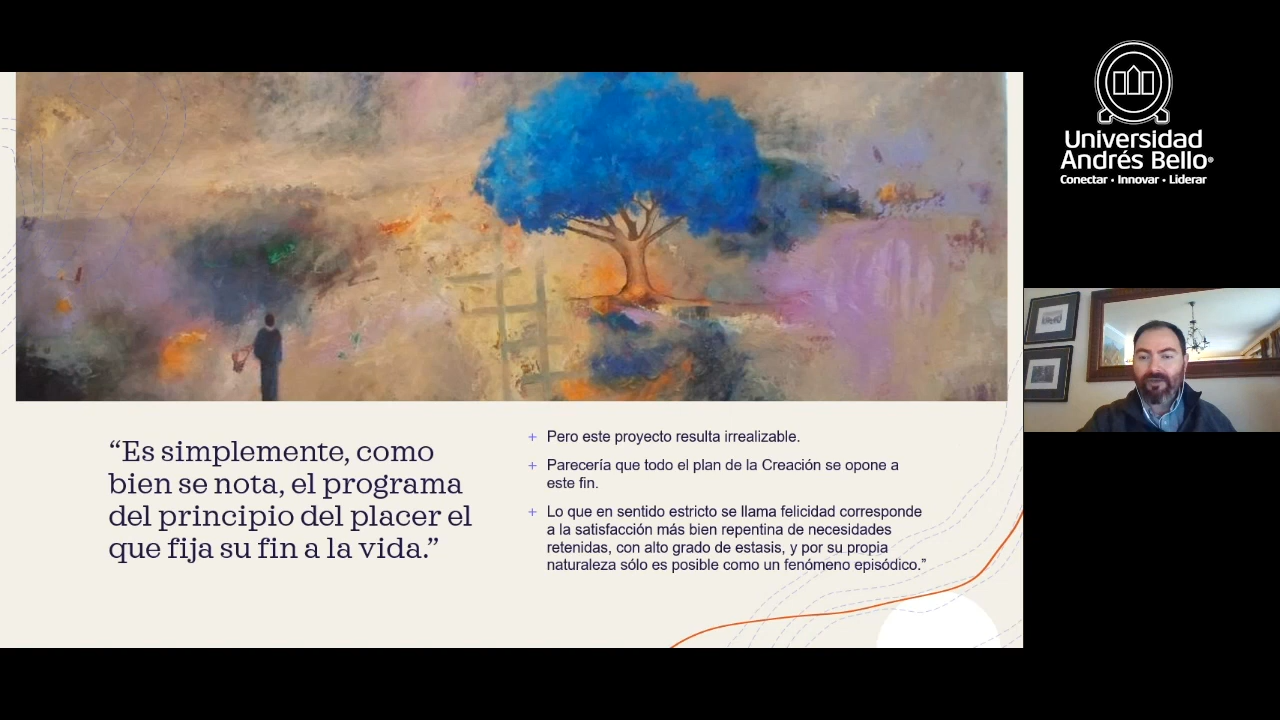 “Es simplemente, como
bien se nota, el programa
del principio del placer el
que fija su fin a la vida.”
+ Pero este proyecto resulta irrealizable.
+ Parecería que todo el plan de la Creación se opone a
este fin.
+ Lo que en sentido estricto se llama felicidad corresponde
a la satisfacción más bien repentina de necesidades
retenidas, con alto grado de estasis, y por su propia
naturaleza sólo es posible como un fenómeno episódico.”
Universidad
Andrés Bello®
Conectar • Innovar • Liderar